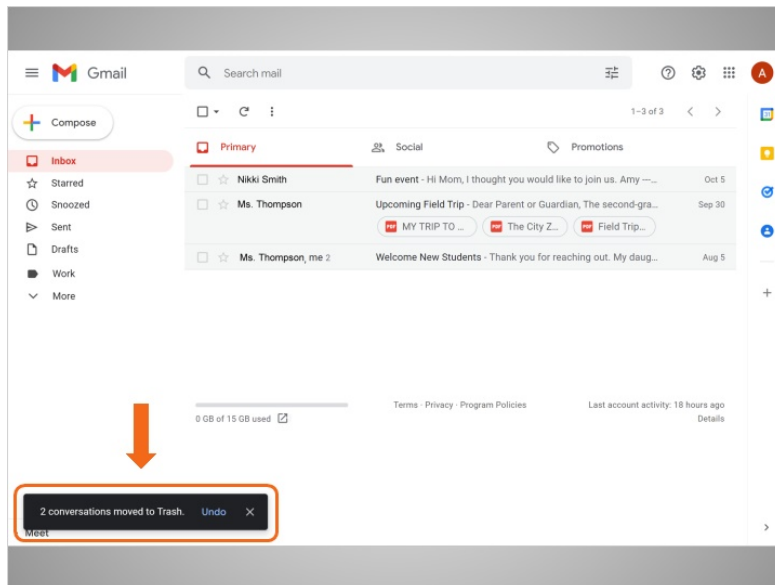 Gmail
Search mail
A
Compose
1–3 of 3
Primary
Social
Promotions
Inbox
Starred
Snoozed
Sent
Drafts
Work
More
Nikki Smith Fun event - Hi Mom, I thought you would like to join us. Amy ---... Oct 5
Ms. Thompson Upcoming Field Trip - Dear Parent or Guardian, The second-gra... Sep 30
PDF MY TRIP TO ... PDF The City Z... PDF Field Trip...
Ms. Thompson, me 2 Welcome New Students - Thank you for reaching out. My daug... Aug 5
0 GB of 15 GB used
Terms · Privacy · Program Policies
Last account activity: 18 hours ago
Details
2 conversations moved to Trash. Undo
Meet